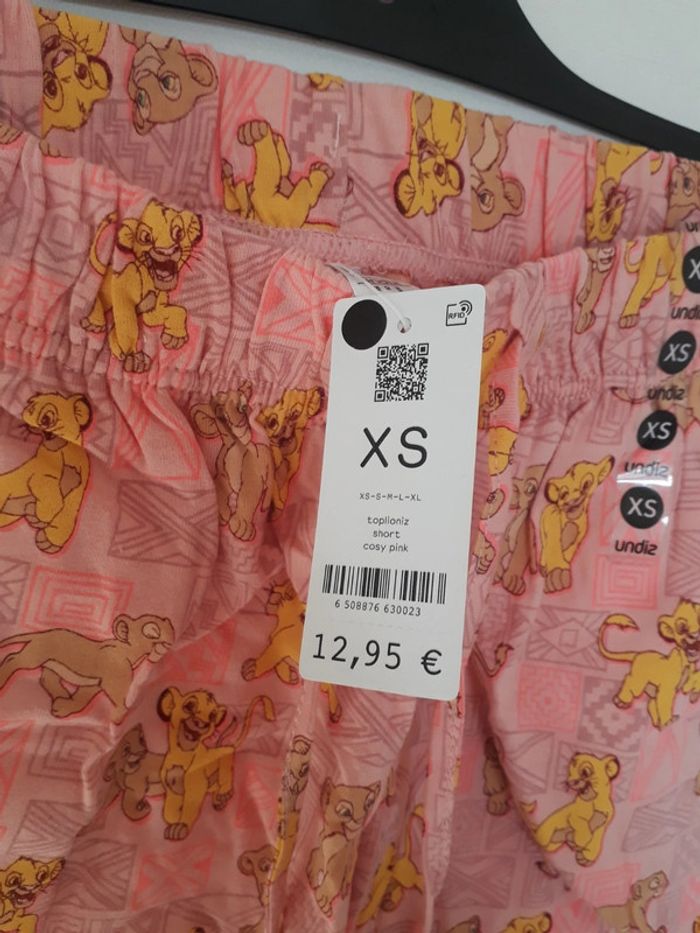 RFID
XS
XS-S-M-L-XL
toplioniz
short
cosy pink
6 508876 630023
12,95 €
undiz
XS
undiz
XS
undiz
XS
undiz